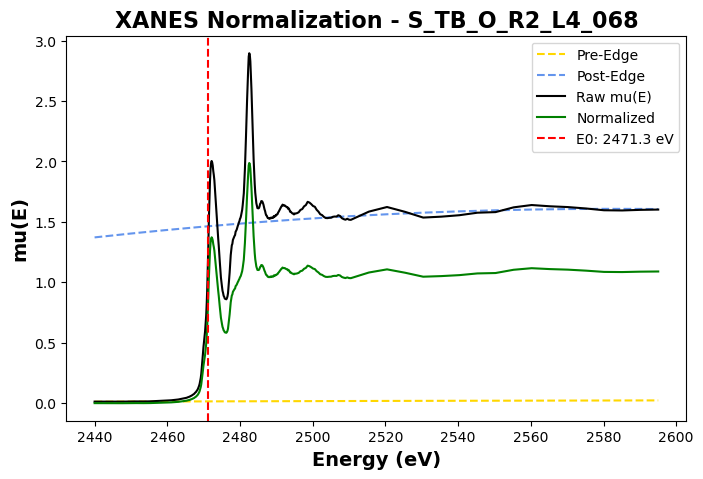 XANES Normalization - S_TB_O_R2_L4_068
mu(E)
3.0
2.5
2.0
1.5
1.0
0.5
0.0
Pre-Edge
Post-Edge
Raw mu(E)
Normalized
E0: 2471.3 eV
2440 2460 2480 2500 2520 2540 2560 2580 2600
Energy (eV)